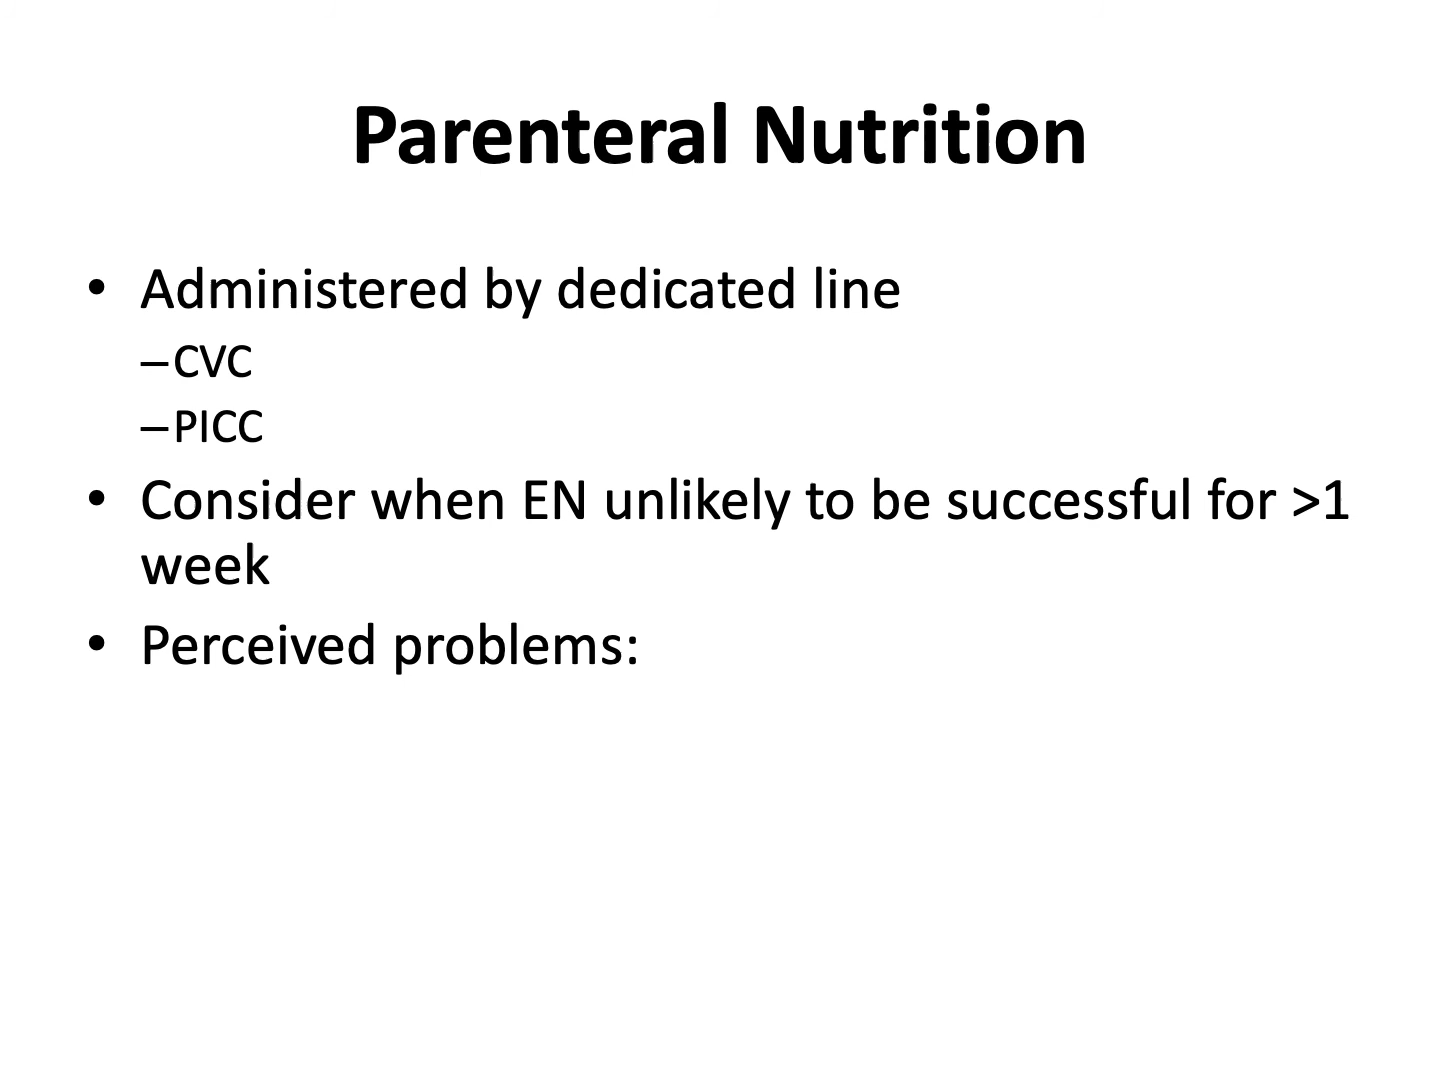 Parenteral Nutrition
• Administered by dedicated line
–CVC
–PICC
• Consider when EN unlikely to be successful for >1
week
• Perceived problems: